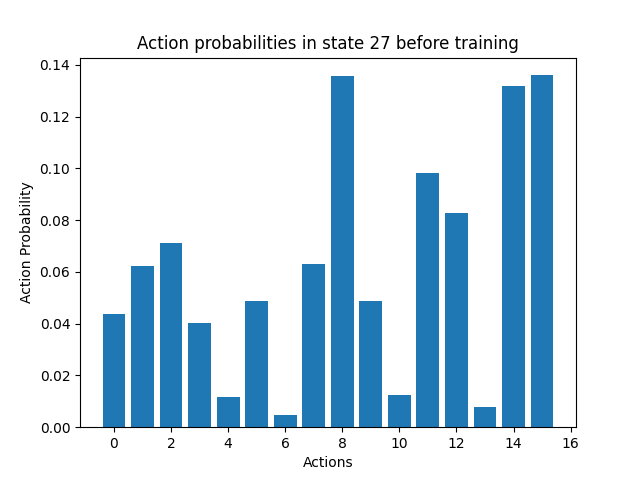 Action probabilities in state 27 before training
0.14
0.12
0.10
0.08
0.06
0.04
0.02
0.00
Action Probability
0 2 4 6 8 10 12 14 16
Actions